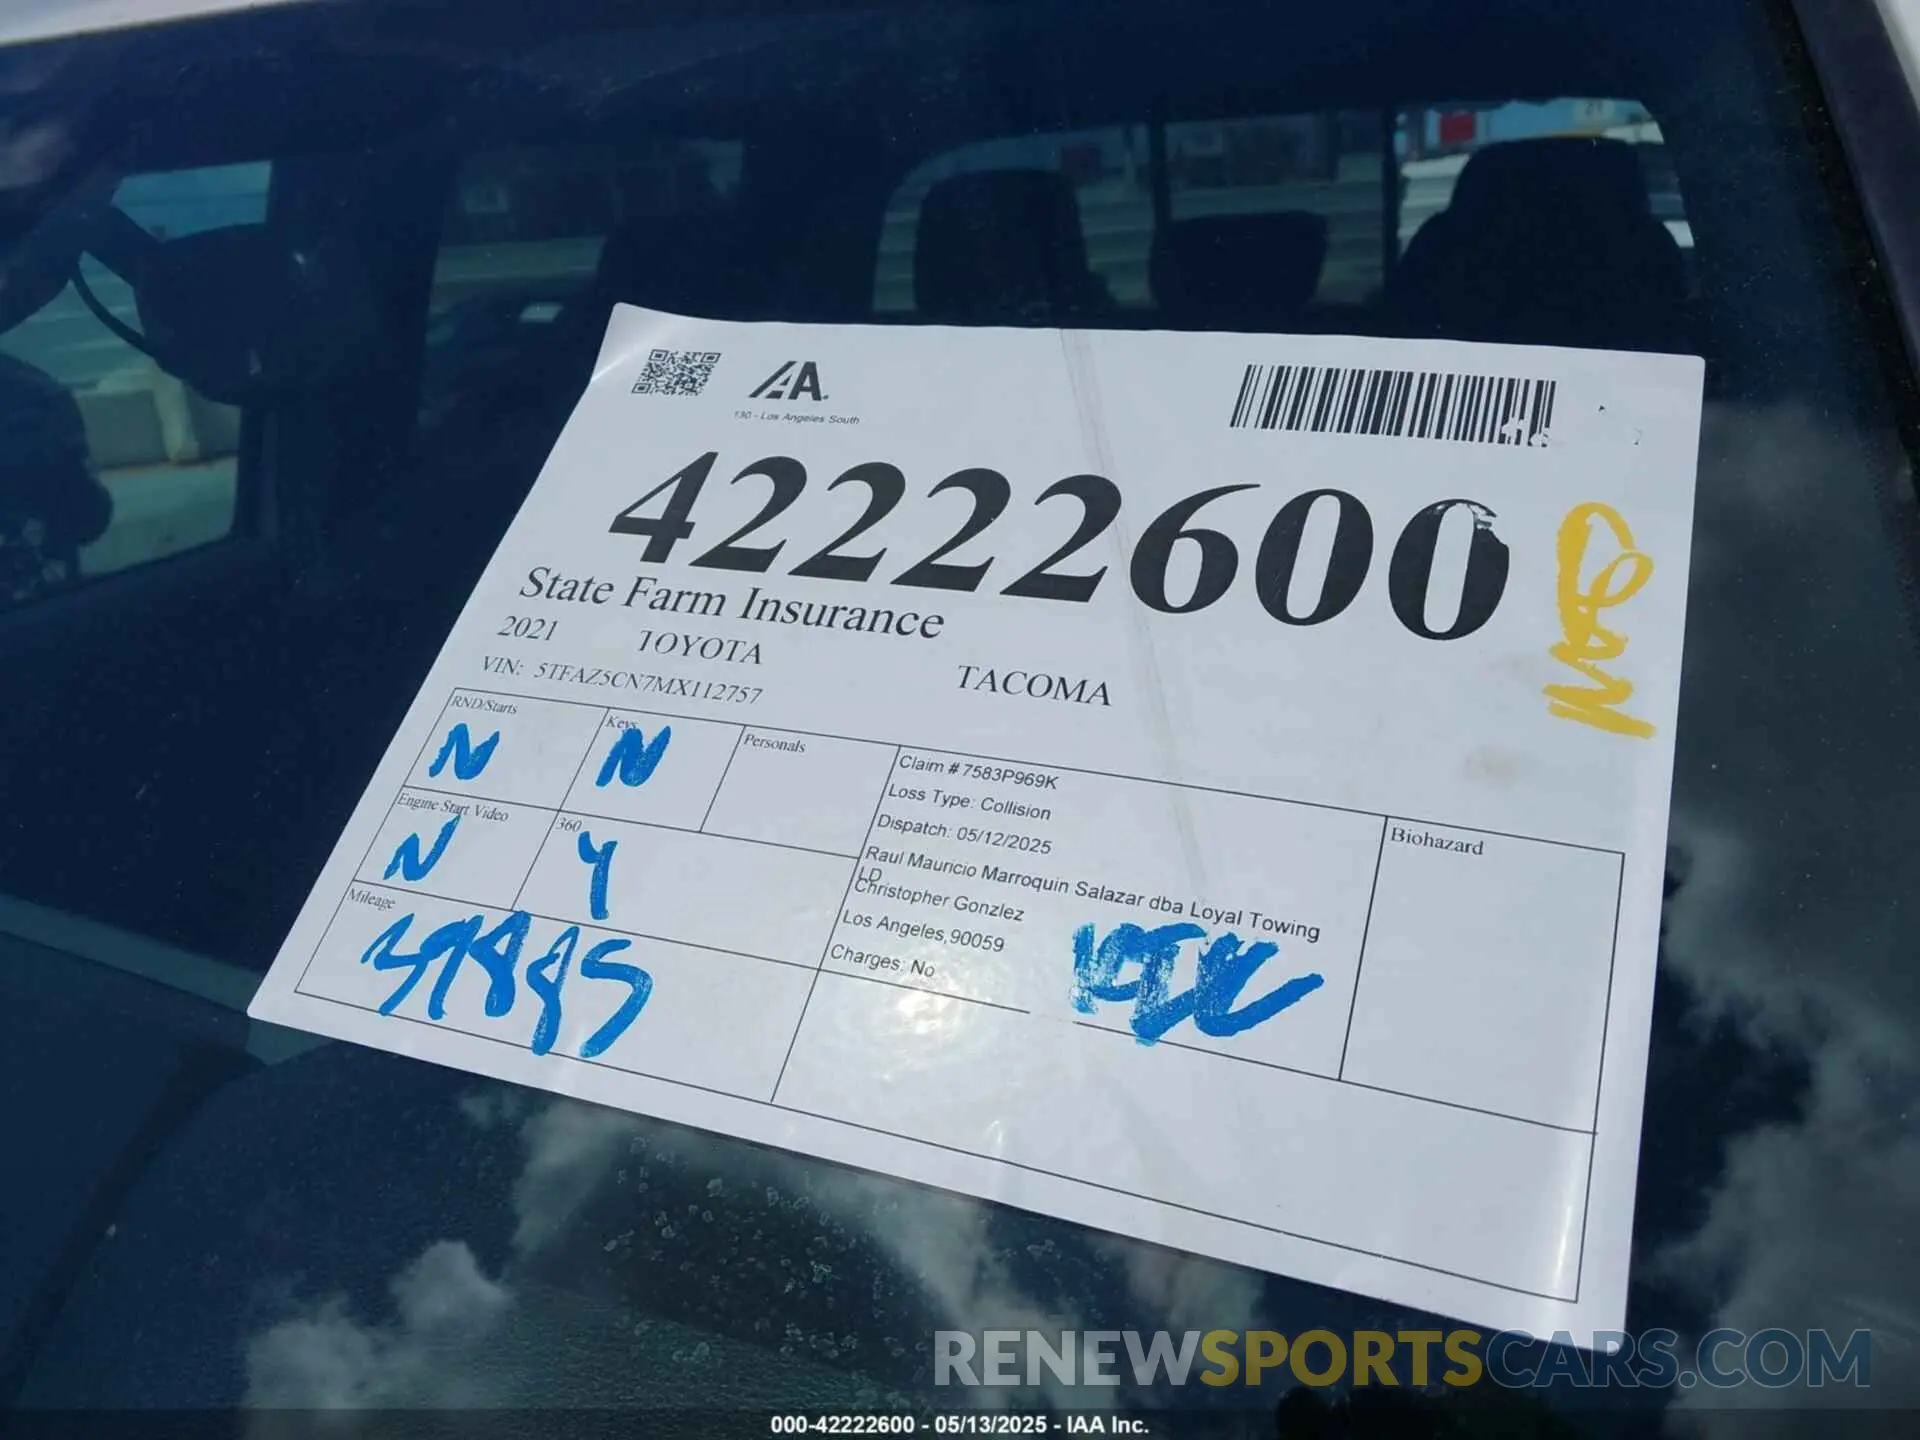 IAA.
130 - Los Angeles South
42222600
State Farm Insurance
2021 TOYOTA TACOMA
VIN: 5TFAZ5CN7MX112757
RND/Starts
N
Keys
N
Personals
Engine Start Video
N
360
Y
Mileage
Claim # 7583P969K
Loss Type: Collision
Dispatch: 05/12/2025
Raul Mauricio Marroquin Salazar dba Loyal Towing
LD
Christopher Gonzlez
Los Angeles,90059
Charges: No
Biohazard
RENEWSPORTSCARS.COM
000-42222600 - 05/13/2025 - IAA Inc.